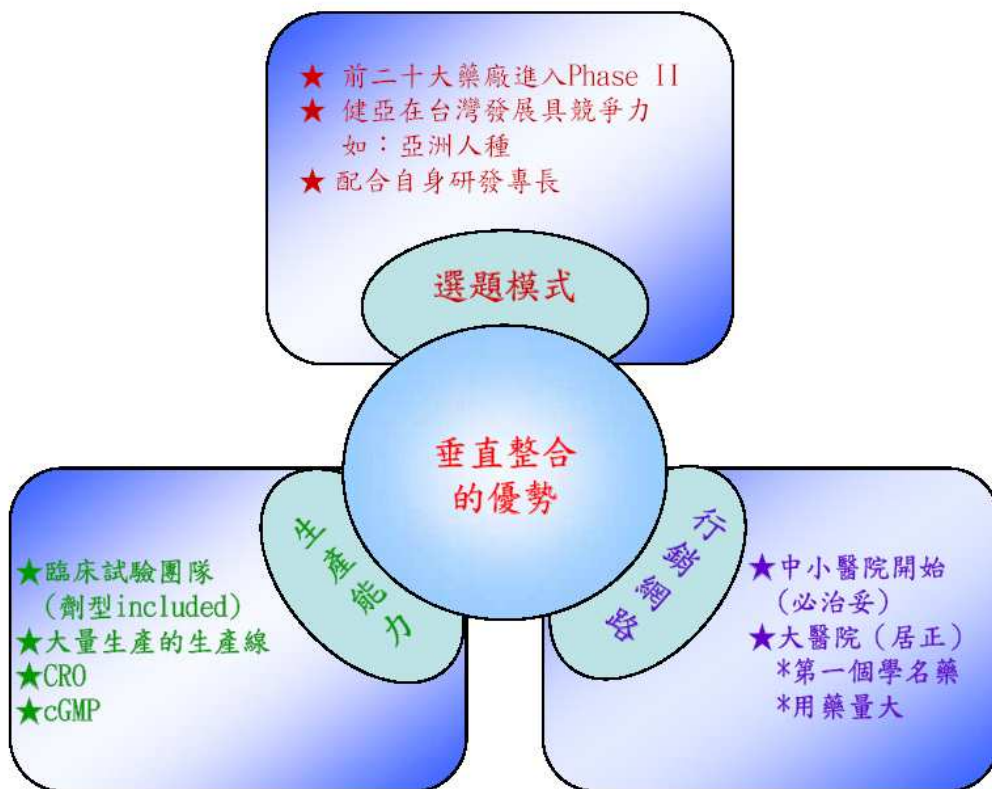 ★ 前二十大藥廠進入Phase II
★ 健亞在台灣發展具競爭力
如：亞洲人種
★ 配合自身研發專長
選題模式
垂直整合
的優勢
生產能力
★臨床試驗團隊
(劑型included)
★大量生產的生產線
★CRO
★cGMP
行銷網路
★中小醫院開始
(必治妥)
★大醫院（居正）
*第一個學名藥
*用藥量大